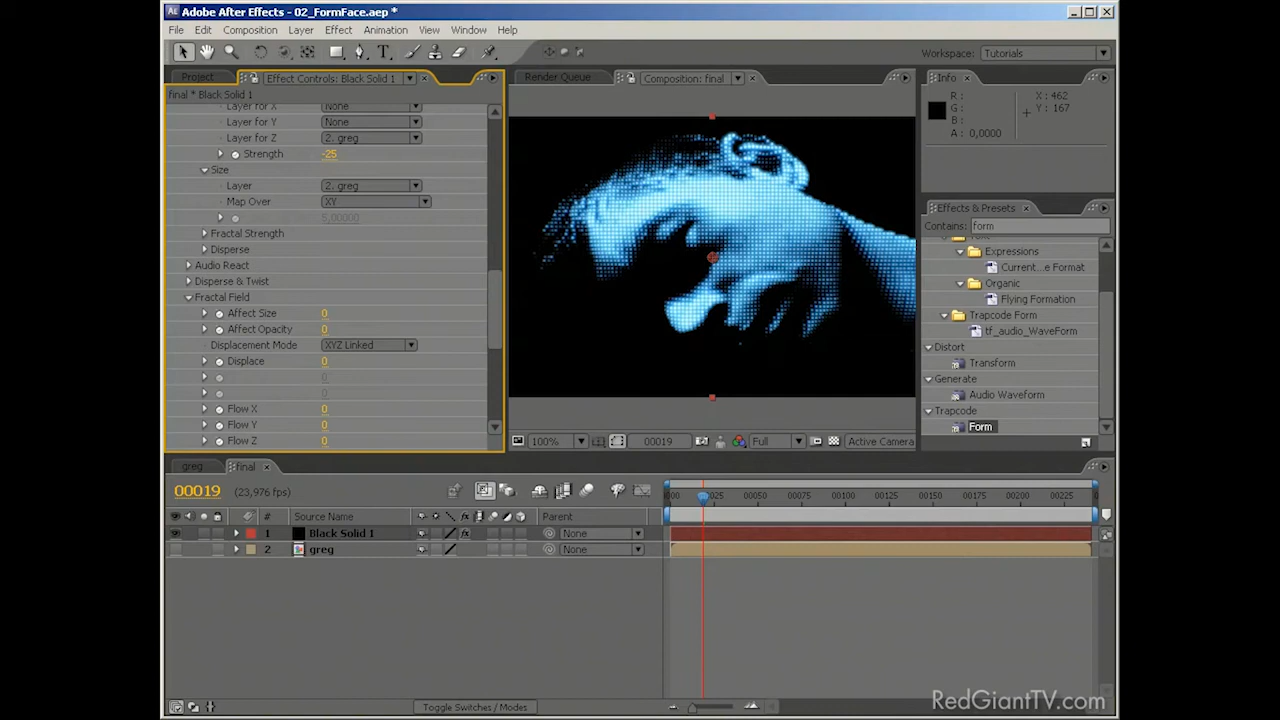 Adobe After Effects - 02_FormFace.aep *
File Edit Composition Layer Effect Animation View Window Help
Workspace: Tutorials
Project Effect Controls: Black Solid 1
final * Black Solid 1
Layer for X None
Layer for Y None
Layer for Z 2. greg
Strength -25
Size
Layer 2. greg
Map Over XY
5,00000
Fractal Strength
Disperse
Audio React
Disperse & Twist
Fractal Field
Affect Size 0
Affect Opacity 0
Displacement Mode XYZ Linked
Displace 0
0
0
Flow X 0
Flow Y 0
Flow Z 0
Render Queue Composition: final
100% 00019 Full Active Camera
Info
R: X: 462
G: Y: 167
B:
A: 0,0000
Effects & Presets
Contains: form
Expressions
Current...e Format
Organic
Flying Formation
Trapcode Form
tf_audio_WaveForm
Distort
Transform
Generate
Audio Waveform
Trapcode
Form
greg final
00019 (23,976 fps)
000 00025 00050 00075 00100 00125 00150 00175 00200 00225
# Source Name Parent
1 Black Solid 1 None
2 greg None
Toggle Switches / Modes
RedGiantTV.com